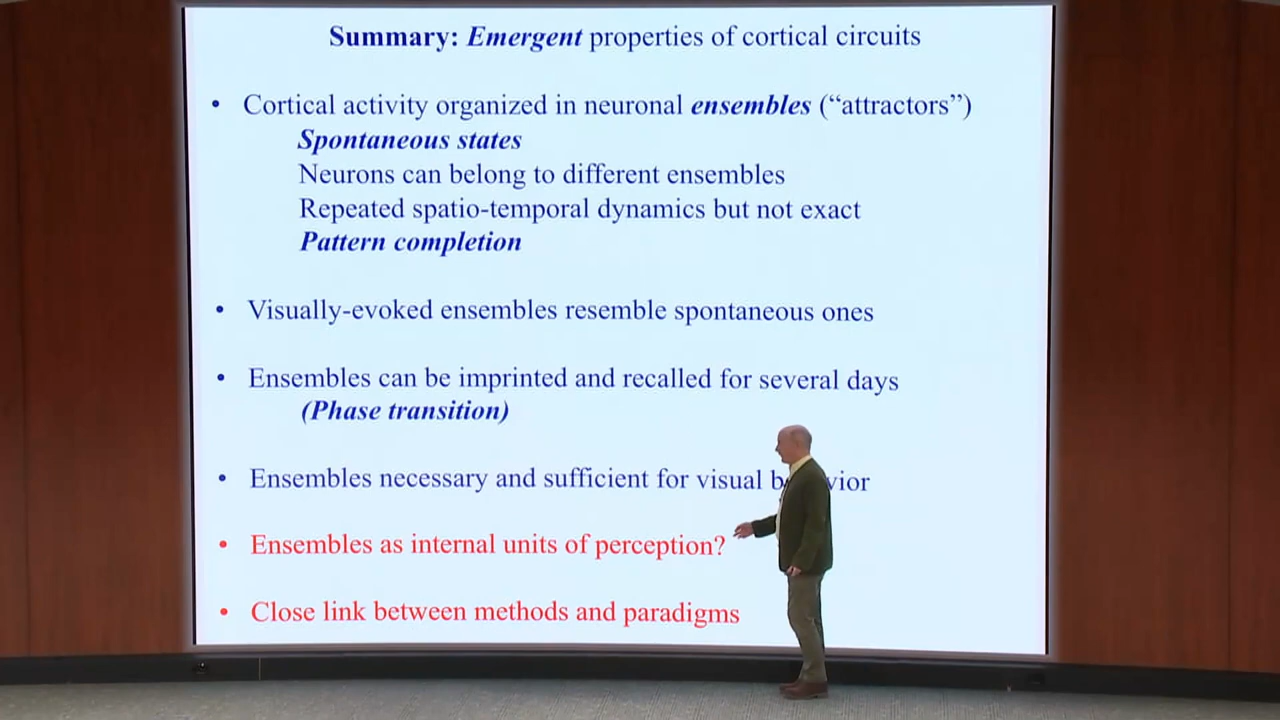 Summary: Emergent properties of cortical circuits
• Cortical activity organized in neuronal ensembles (“attractors”)
Spontaneous states
Neurons can belong to different ensembles
Repeated spatio-temporal dynamics but not exact
Pattern completion
• Visually-evoked ensembles resemble spontaneous ones
• Ensembles can be imprinted and recalled for several days
(Phase transition)
• Ensembles necessary and sufficient for visual
• Ensembles as internal units of perception?
• Close link between methods and paradigms